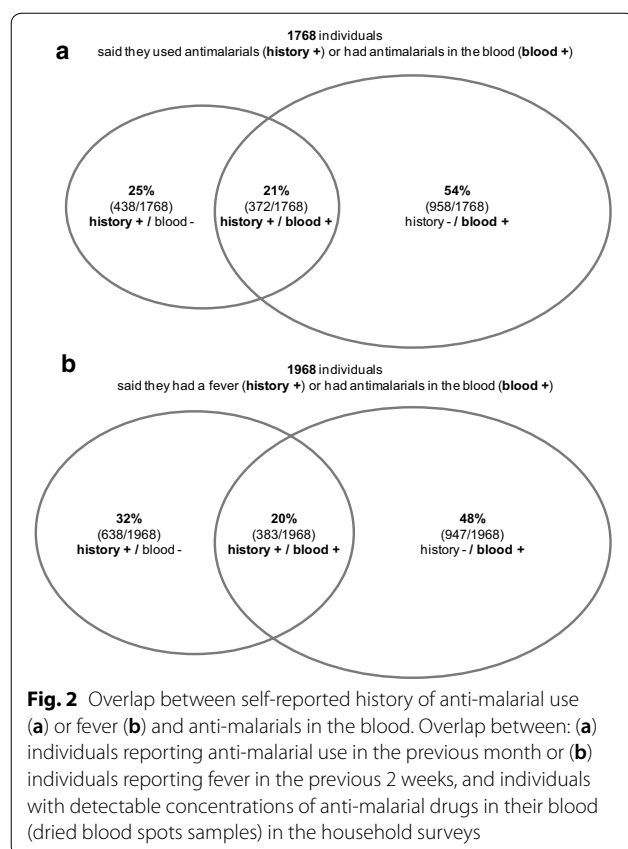 a
1768 individuals
said they used antimalarials (history +) or had antimalarials in the blood (blood +)
25%
(438/1768)
history + / blood -
21%
(372/1768)
history + / blood +
54%
(958/1768)
history - / blood +
b
1968 individuals
said they had a fever (history +) or had antimalarials in the blood (blood +)
32%
(638/1968)
history + / blood -
20%
(383/1968)
history + / blood +
48%
(947/1968)
history - / blood +
Fig. 2 Overlap between self-reported history of anti-malarial use
(a) or fever (b) and anti-malarials in the blood. Overlap between: (a)
individuals reporting anti-malarial use in the previous month or (b)
individuals reporting fever in the previous 2 weeks, and individuals
with detectable concentrations of anti-malarial drugs in their blood
(dried blood spots samples) in the household surveys